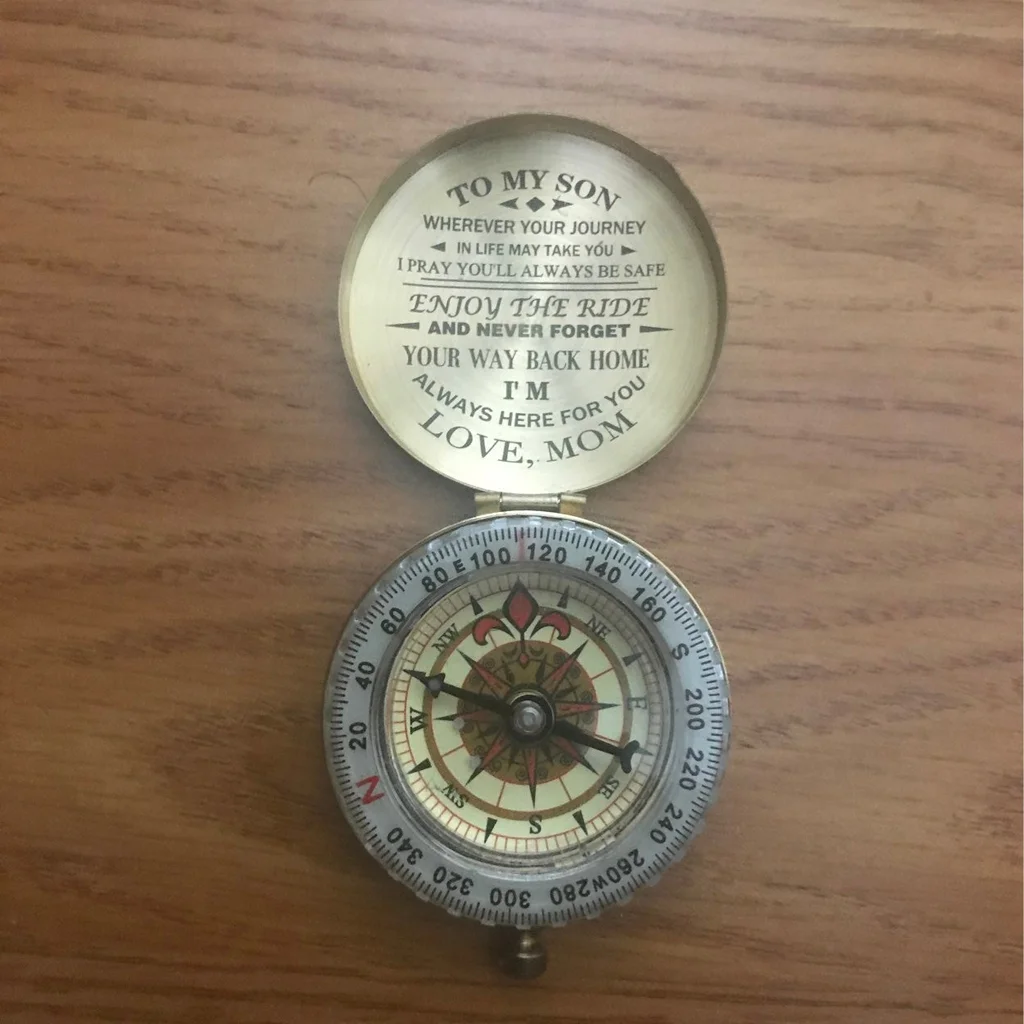 TO MY SON
WHEREVER YOUR JOURNEY
IN LIFE MAY TAKE YOU
I PRAY YOU'LL ALWAYS BE SAFE
ENJOY THE RIDE
AND NEVER FORGET
YOUR WAY BACK HOME
I'M
ALWAYS HERE FOR YOU
LOVE, MOM
N 20 40 60 80 E 100 120 140 160 S 200 220 240 260 W 280 300 320 340
NW NE
W E
SW SE
S